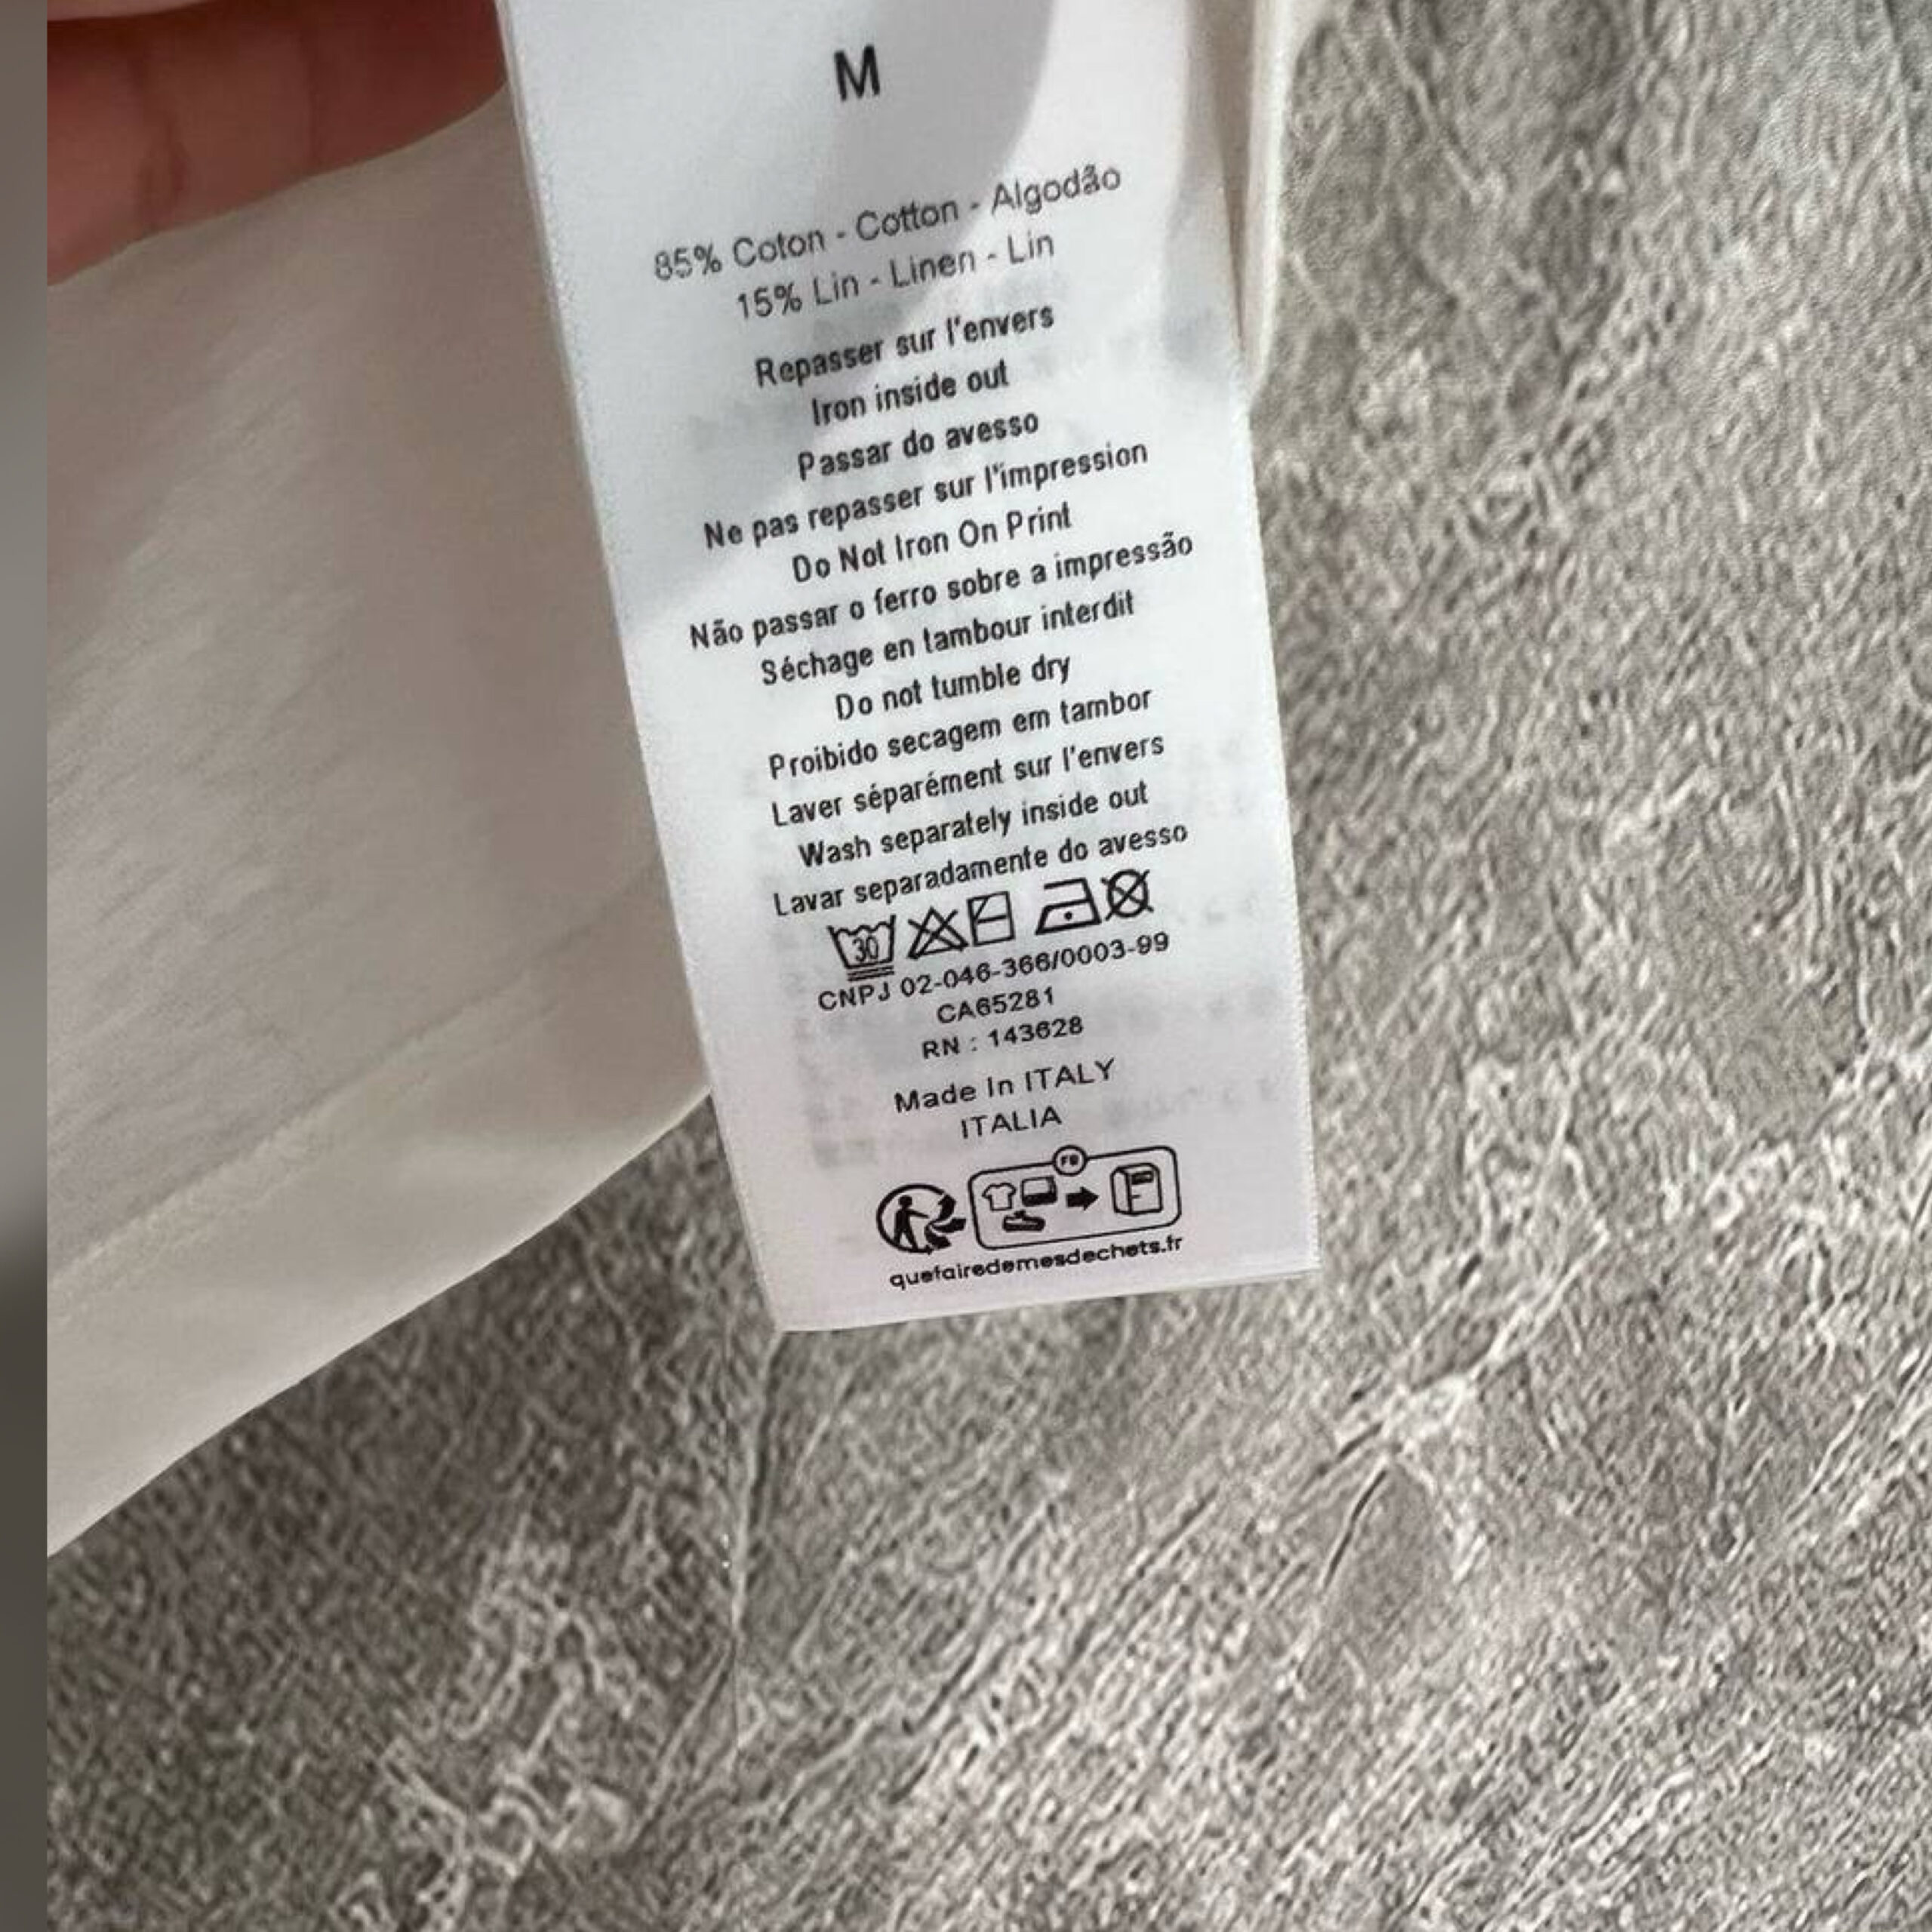 M
85% Coton - Cotton - Algodão
15% Lin - Linen - Lin
Repasser sur l'envers
Iron inside out
Passar do avesso
Ne pas repasser sur l'impression
Do Not Iron On Print
Não passar o ferro sobre a impressão
Séchage en tambour interdit
Do not tumble dry
Proibido secagem em tambor
Laver séparément sur l'envers
Wash separately inside out
Lavar separadamente do avesso
30
CNPJ 02-046-366/0003-99
CA65281
RN : 143628
Made In ITALY
ITALIA
FR
quefairedemesdechets.fr